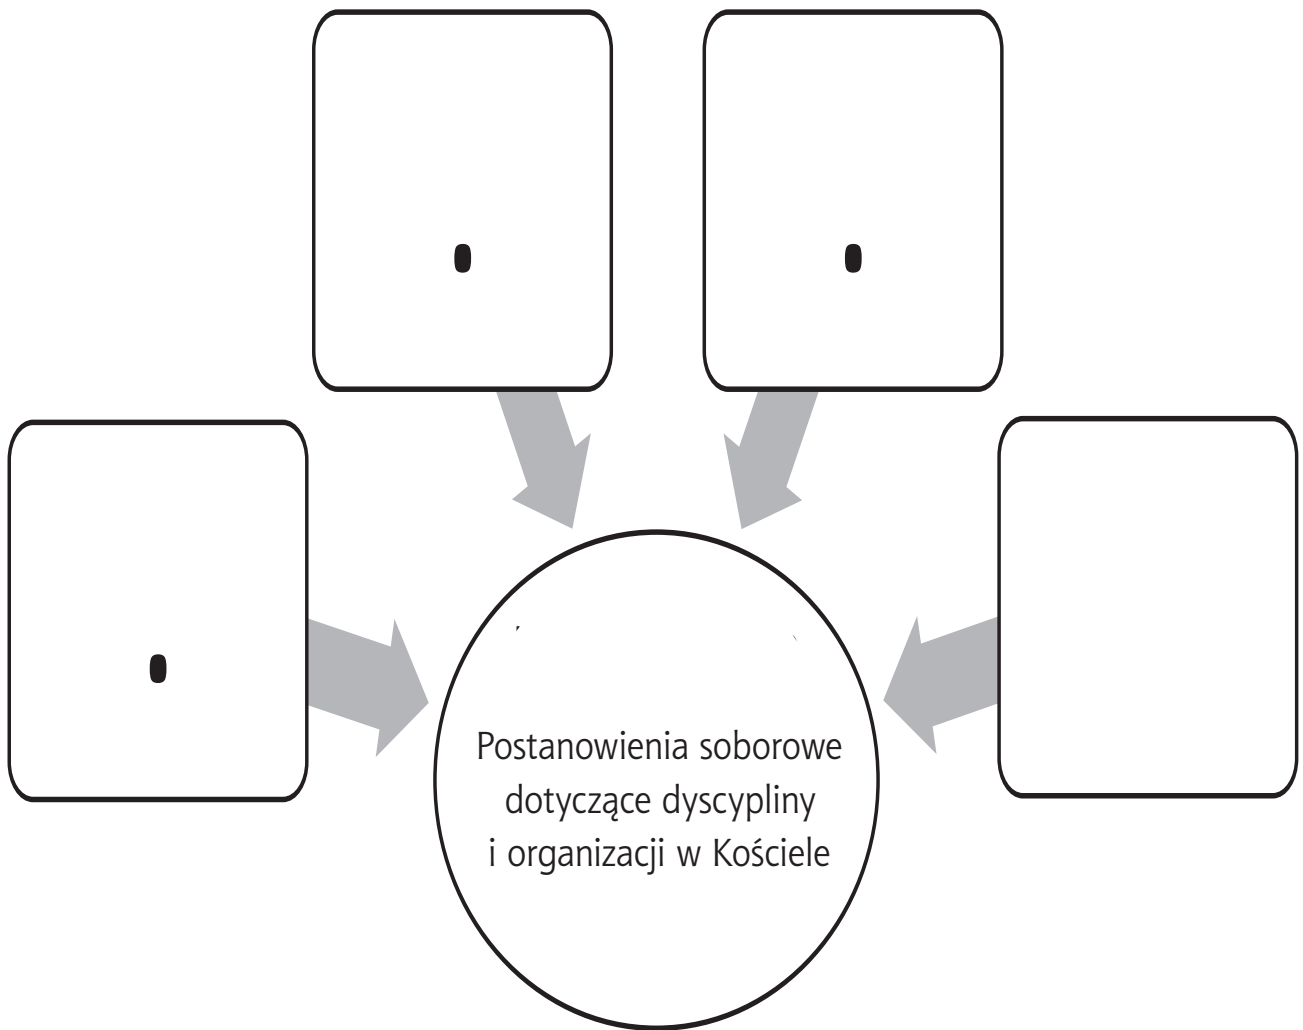 Postanowienia soborowe
dotyczące dyscypliny
i organizacji w Kościele